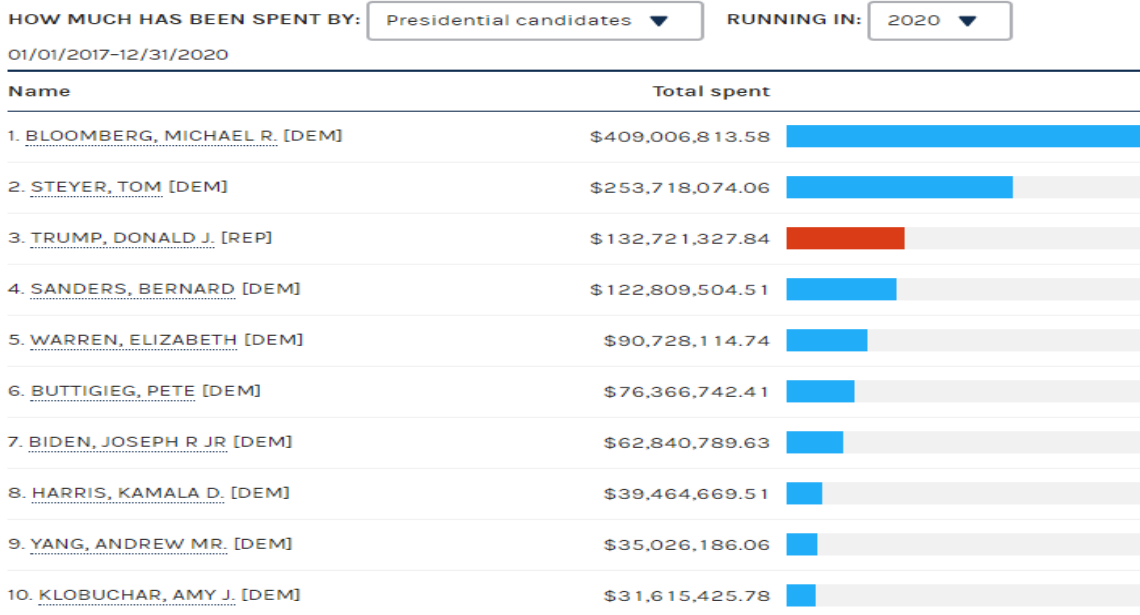 HOW MUCH HAS BEEN SPENT BY: Presidential candidates RUNNING IN: 2020
01/01/2017-12/31/2020
Name Total spent
1. BLOOMBERG, MICHAEL R. [DEM] $409,006,813.58
2. STEYER, TOM [DEM] $253,718,074.06
3. TRUMP, DONALD J. [REP] $132,721,327.84
4. SANDERS, BERNARD [DEM] $122,809,504.51
5. WARREN, ELIZABETH [DEM] $90,728,114.74
6. BUTTIGIEG, PETE [DEM] $76,366,742.41
7. BIDEN, JOSEPH R JR [DEM] $62,840,789.63
8. HARRIS, KAMALA D. [DEM] $39,464,669.51
9. YANG, ANDREW MR. [DEM] $35,026,186.06
10. KLOBUCHAR, AMY J. [DEM] $31,615,425.78